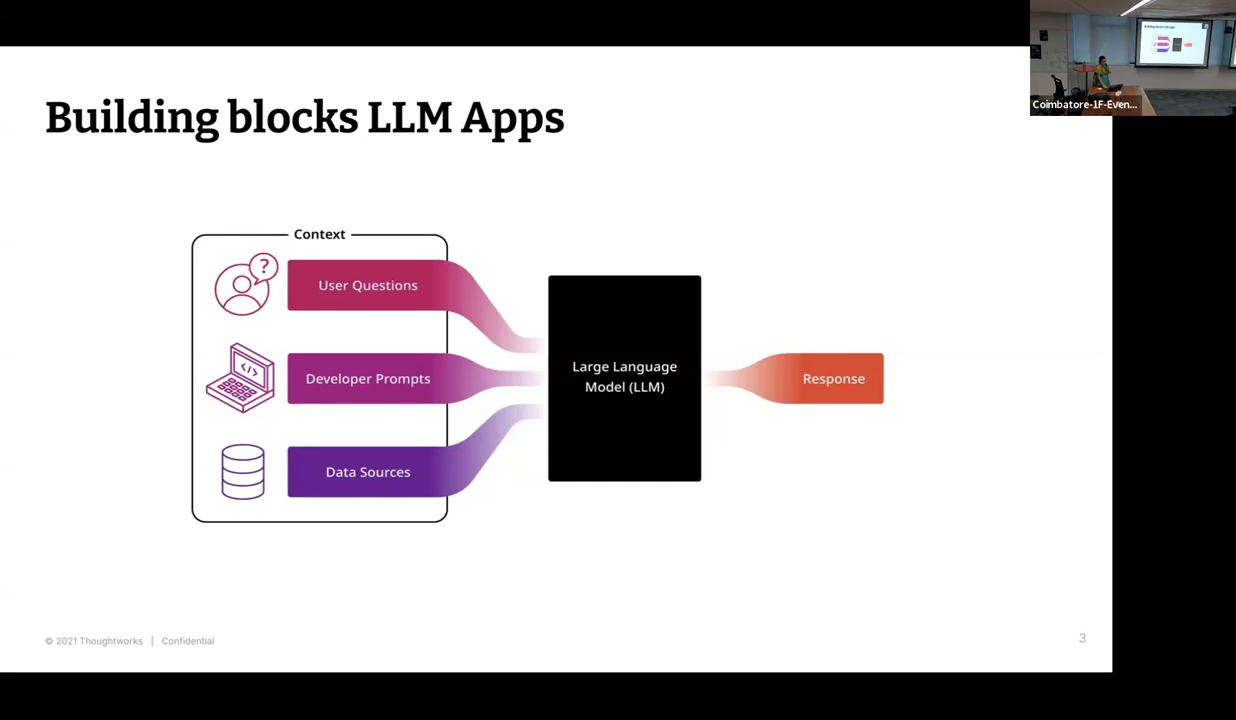 Building blocks LLM Apps
Coimbatore-1F-Even...
Context
?
User Questions
</>
Developer Prompts
Data Sources
Large Language
Model (LLM)
Response
© 2021 Thoughtworks | Confidential
3